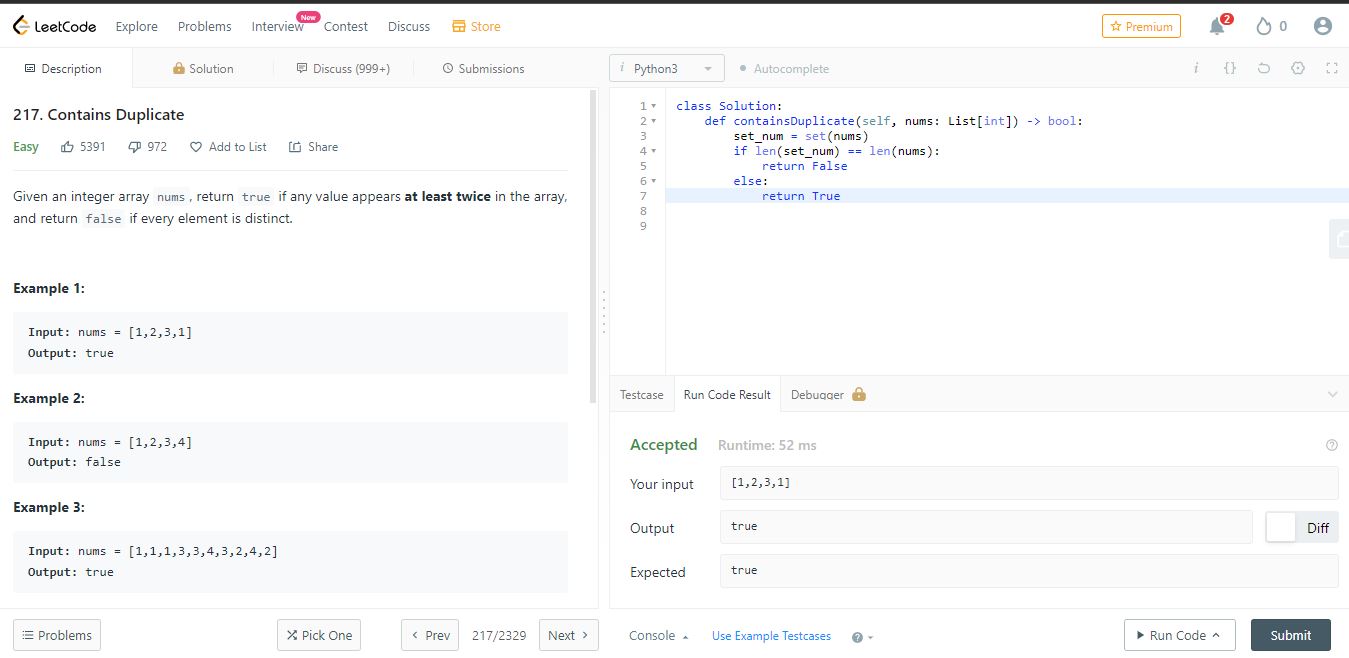 LeetCode Explore Problems Interview New Contest Discuss Store Premium 2 0
Description Solution Discuss (999+) Submissions
217. Contains Duplicate
Easy 5391 972 Add to List Share
Given an integer array nums , return true if any value appears at least twice in the array,
and return false if every element is distinct.
Example 1:
Input: nums = [1,2,3,1]
Output: true
Example 2:
Input: nums = [1,2,3,4]
Output: false
Example 3:
Input: nums = [1,1,1,3,3,4,3,2,4,2]
Output: true
Problems Pick One Prev 217/2329 Next
i Python3 Autocomplete i {}
1 class Solution:
2 def containsDuplicate(self, nums: List[int]) -> bool:
3 set_num = set(nums)
4 if len(set_num) == len(nums):
5 return False
6 else:
7 return True
8
9
Testcase Run Code Result Debugger
Accepted Runtime: 52 ms
Your input [1,2,3,1]
Output true Diff
Expected true
Console Use Example Testcases ? Run Code Submit